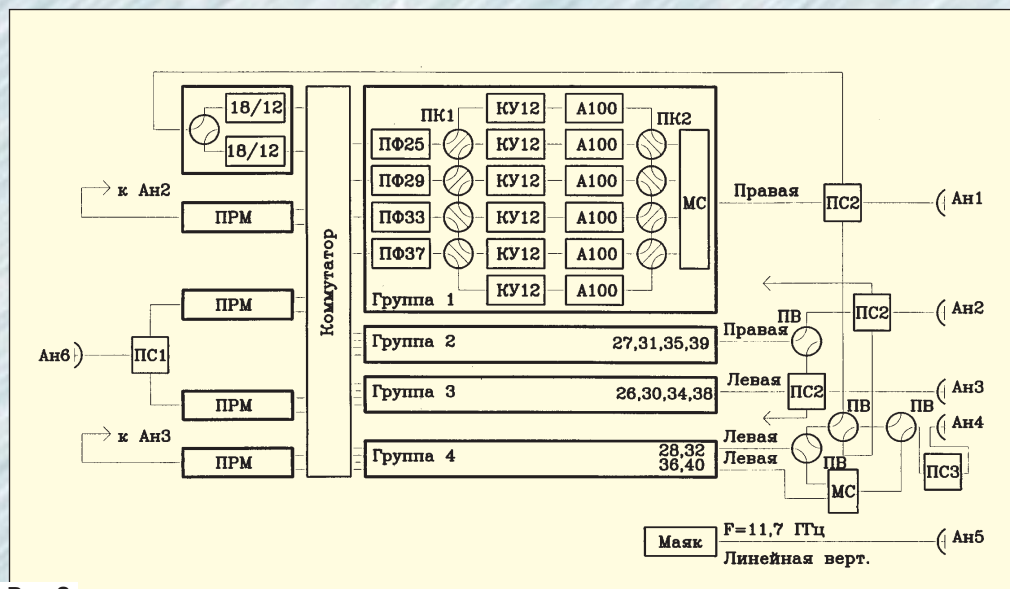 18/12
18/12
к Ан2
ПРМ
ПРМ
Ан6
ПС1
ПРМ
к Ан3
ПРМ
Коммутатор
ПК1
КУ12
А100
ПК2
ПФ25
КУ12
А100
ПФ29
КУ12
А100
ПФ33
КУ12
А100
ПФ37
КУ12
А100
КУ12
А100
МС
Группа 1
Правая
ПС2
Ан1
Группа 2
27,31,35,39
Правая
ПВ
ПС2
Ан2
Группа 3
26,30,34,38
Левая
ПС2
Ан3
ПВ
ПВ
Ан4
Группа 4
28,32
36,40
Левая
Левая
ПВ
МС
ПС3
Маяк
F=11,7 ГГц
Линейная верт.
Ан5